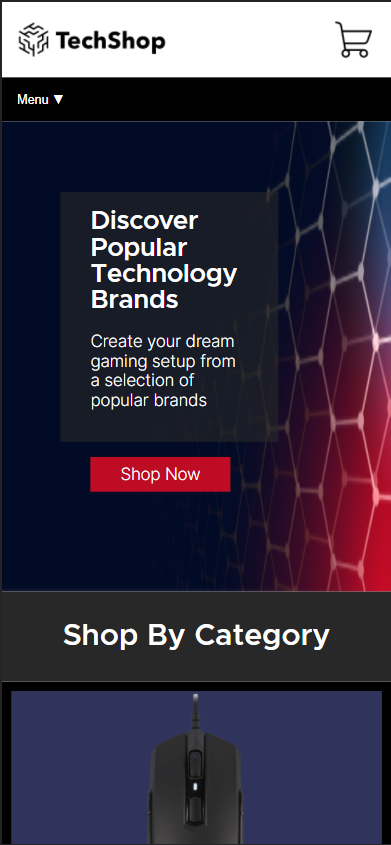 TechShop
Menu ▼
Discover
Popular
Technology
Brands
Create your dream
gaming setup from
a selection of
popular brands
Shop Now
Shop By Category